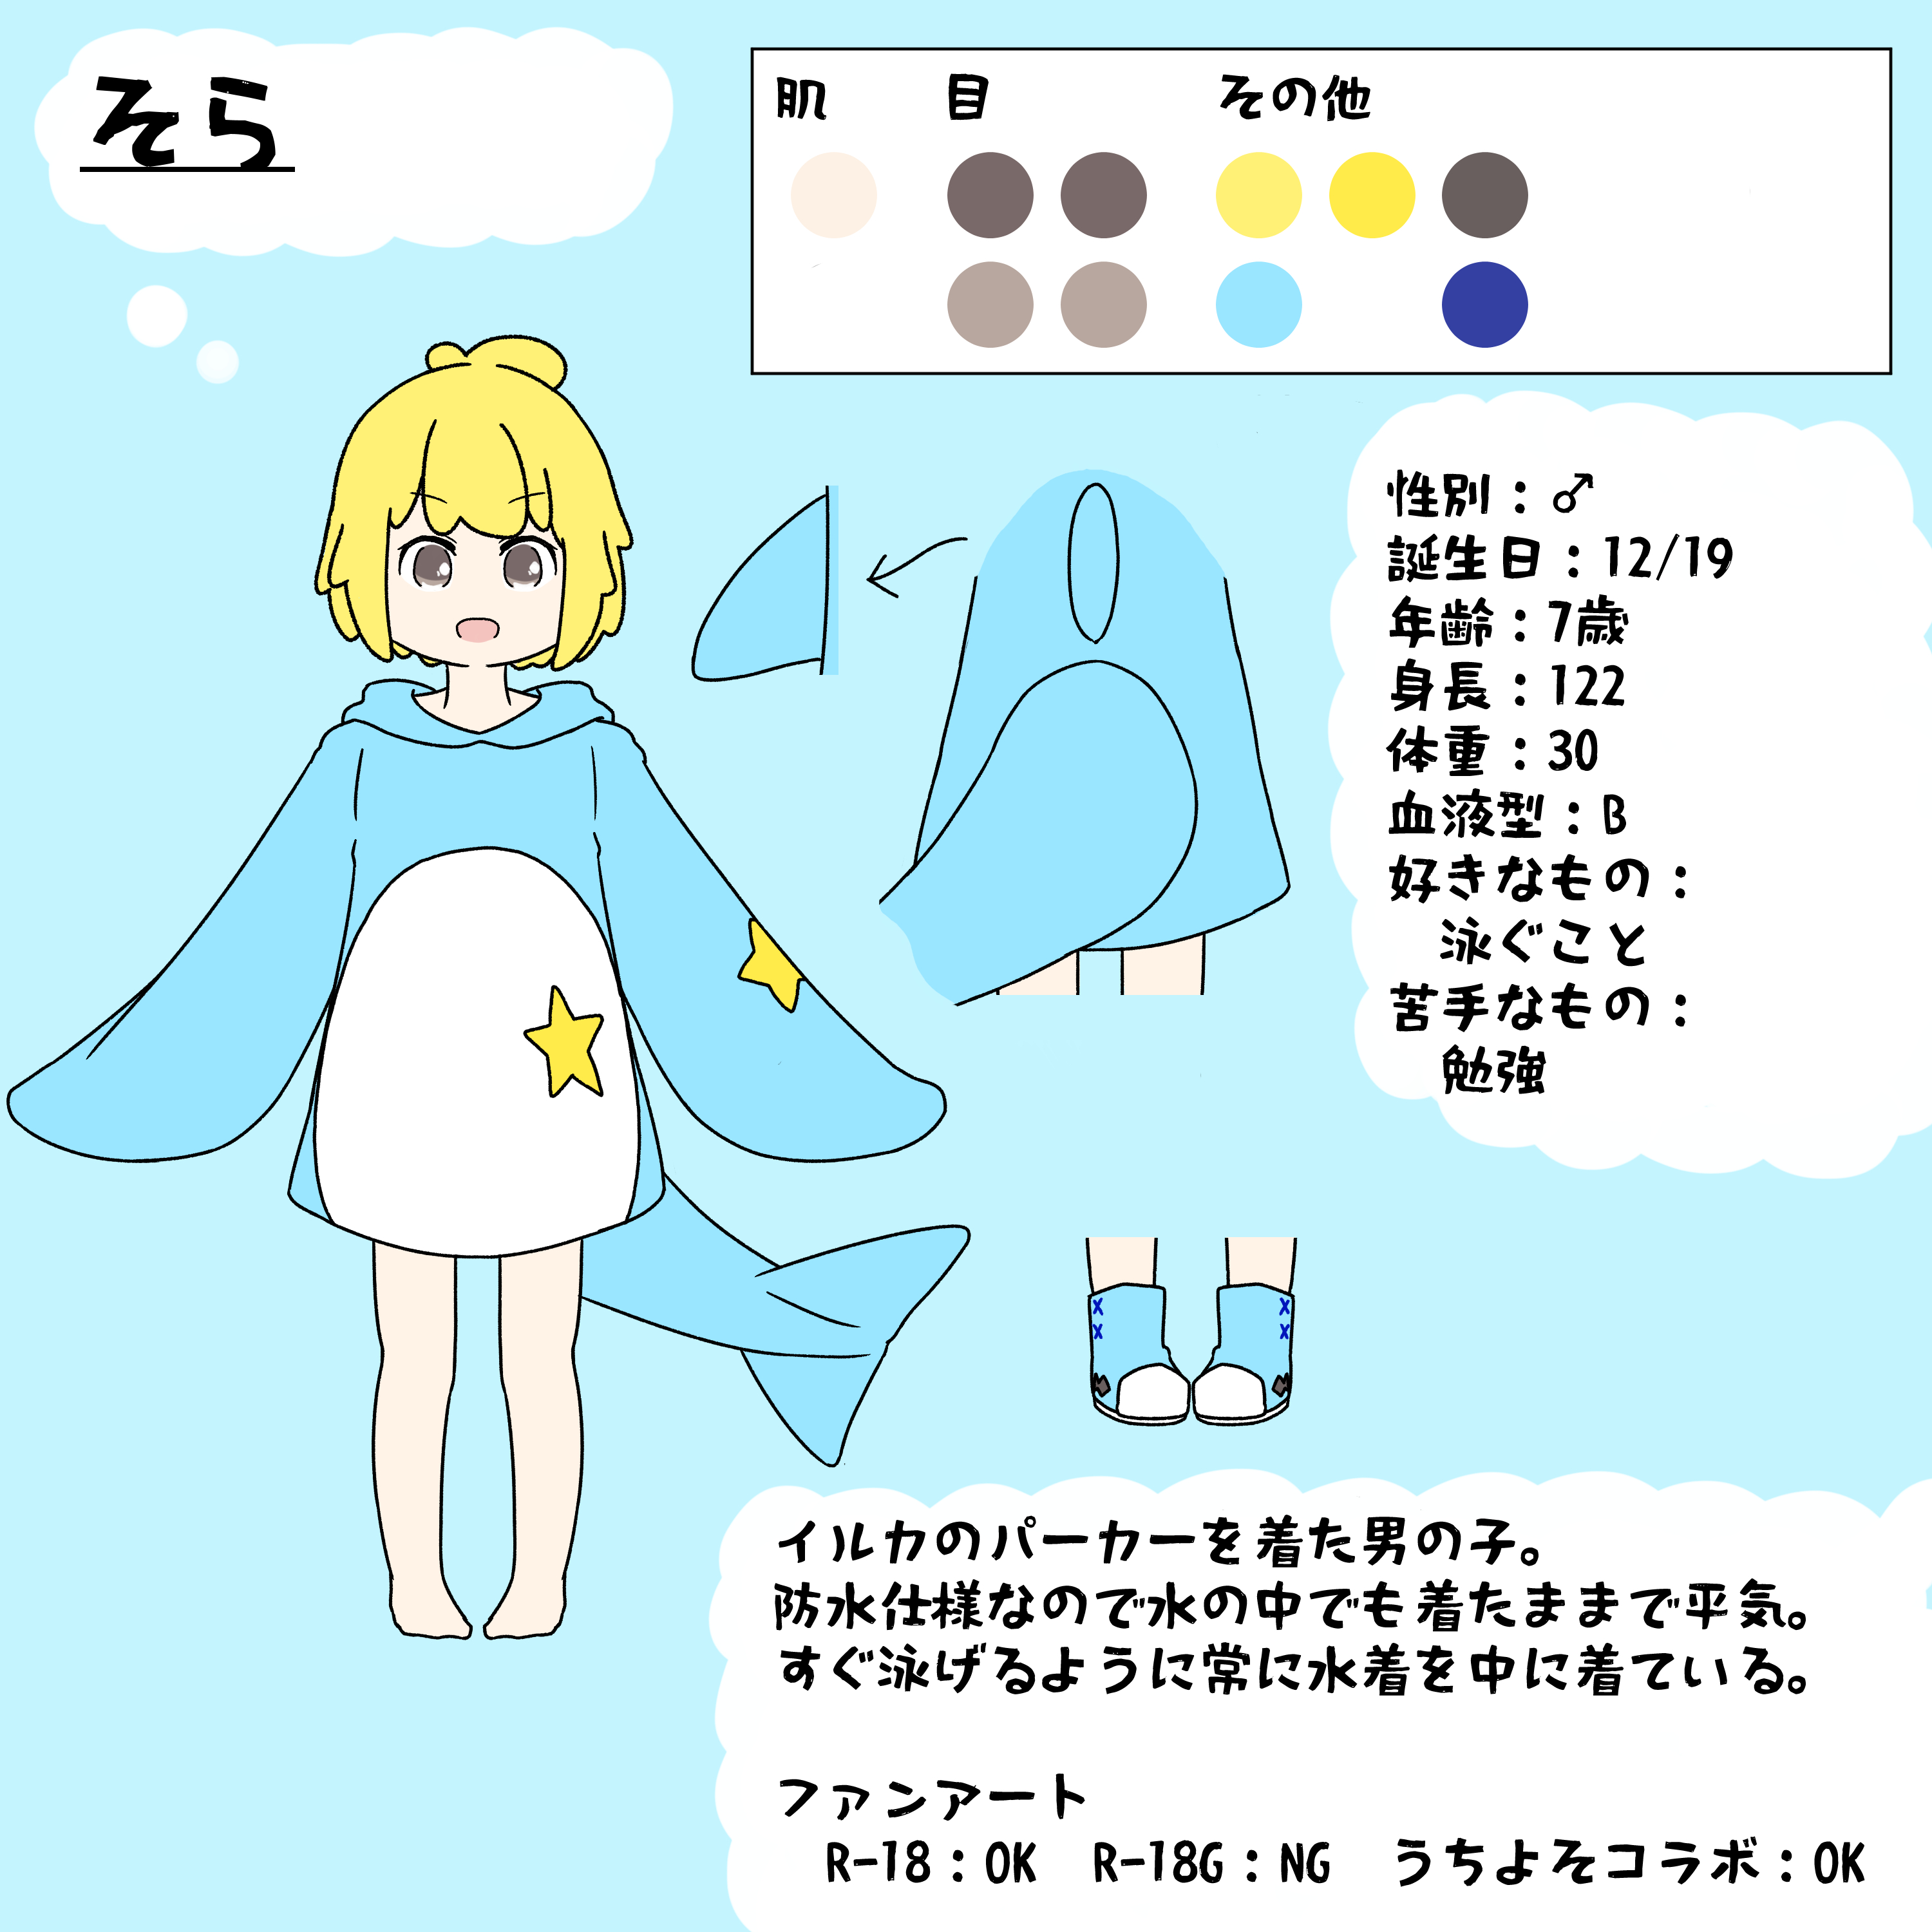 そら
肌 目 その他
性別：♂
誕生日：12/19
年齢：7歳
身長：122
体重：30
血液型：B
好きなもの：
泳ぐこと
苦手なもの：
勉強
イルカのパーカーを着た男の子。
防水仕様なので水の中でも着たままで平気。
すぐ泳げるように常に水着を中に着ている。
ファンアート
R-18：OK R-18G：NG うちよそコラボ：OK